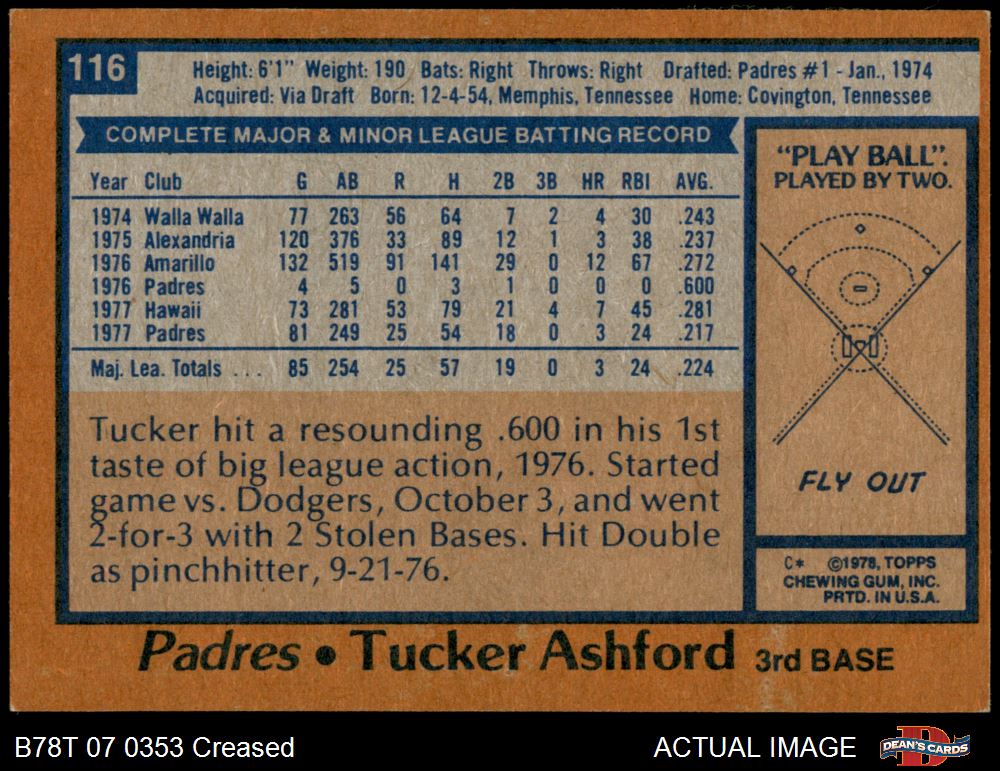 116
Height: 6'1" Weight: 190 Bats: Right Throws: Right Drafted: Padres #1 - Jan., 1974
Acquired: Via Draft Born: 12-4-54, Memphis, Tennessee Home: Covington, Tennessee
COMPLETE MAJOR & MINOR LEAGUE BATTING RECORD
Year Club G AB R H 2B 3B HR RBI AVG.
1974 Walla Walla 77 263 56 64 7 2 4 30 .243
1975 Alexandria 120 376 33 89 12 1 3 38 .237
1976 Amarillo 132 519 91 141 29 0 12 67 .272
1976 Padres 4 5 0 3 1 0 0 0 .600
1977 Hawaii 73 281 53 79 21 4 7 45 .281
1977 Padres 81 249 25 54 18 0 3 24 .217
Maj. Lea. Totals ... 85 254 25 57 19 0 3 24 .224
Tucker hit a resounding .600 in his 1st
taste of big league action, 1976. Started
game vs. Dodgers, October 3, and went
2-for-3 with 2 Stolen Bases. Hit Double
as pinchhitter, 9-21-76.
"PLAY BALL".
PLAYED BY TWO.
FLY OUT
C* ©1978, TOPPS
CHEWING GUM, INC.
PRTD. IN U.S.A.
Padres • Tucker Ashford 3rd BASE
B78T 07 0353 Creased
ACTUAL IMAGE
DEAN'S CARDS